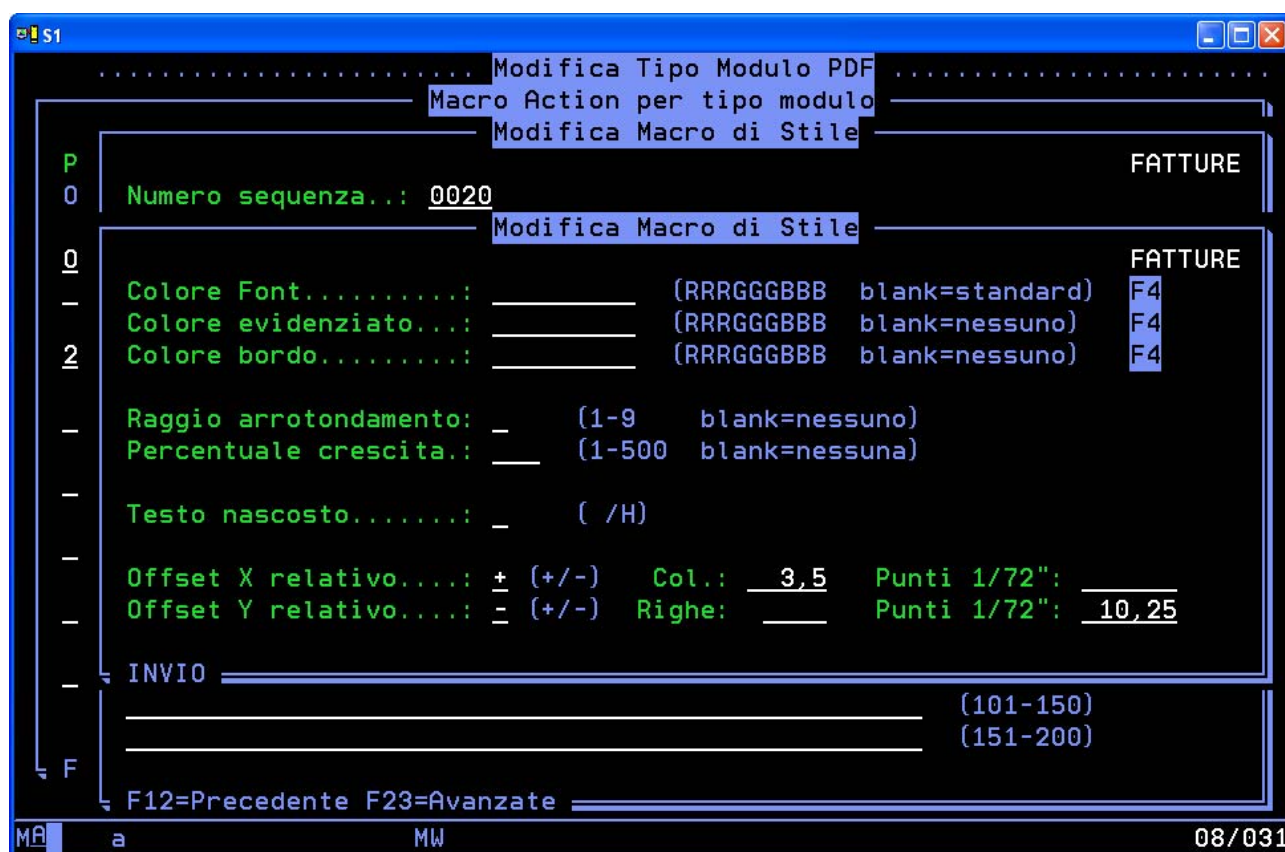 S1
........................ Modifica Tipo Modulo PDF ........................
Macro Action per tipo modulo
Modifica Macro di Stile
P FATTURE
O Numero sequenza..: 0020
Modifica Macro di Stile
0 FATTURE
Colore Font..........: (RRRGGGBBB blank=standard) F4
Colore evidenziato...: (RRRGGGBBB blank=nessuno) F4
2 Colore bordo.........: (RRRGGGBBB blank=nessuno) F4
Raggio arrotondamento: (1-9 blank=nessuno)
Percentuale crescita.: (1-500 blank=nessuna)
Testo nascosto.......: ( /H)
Offset X relativo....: + (+/-) Col.: 3,5 Punti 1/72":
Offset Y relativo....: - (+/-) Righe: Punti 1/72": 10,25
INVIO
(101-150)
(151-200)
F
F12=Precedente F23=Avanzate
MA a MW 08/031